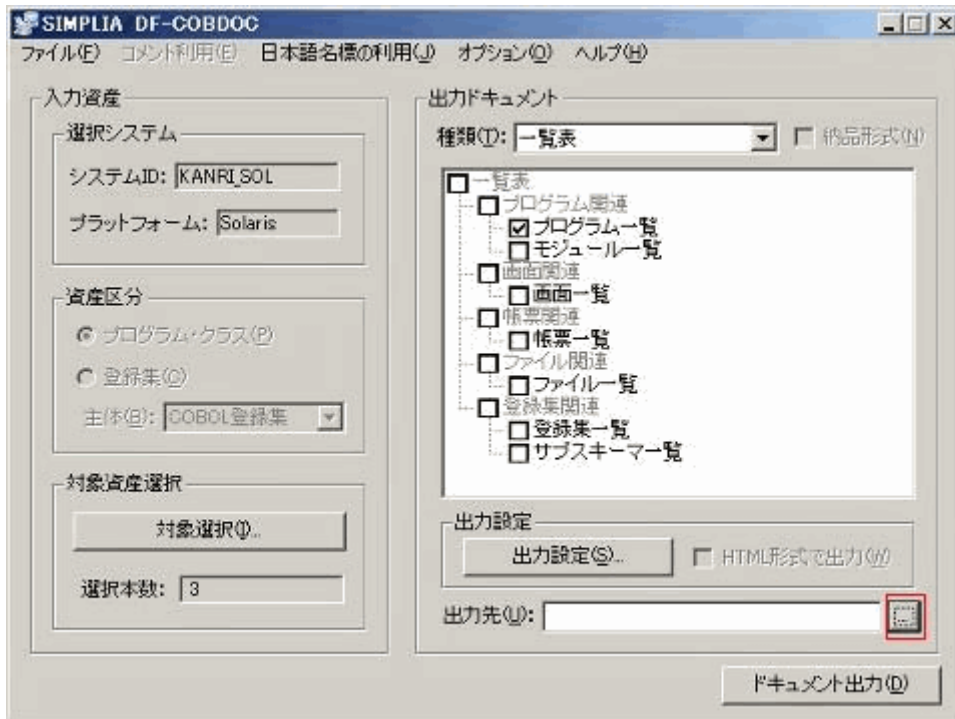 SIMPLIA DF-COBDOC
ファイル(F) コメント利用(E) 日本語名標の利用(J) オプション(O) ヘルプ(H)
入力資産
選択システム
システムID: KANRI_SOL
プラットフォーム: Solaris
資産区分
プログラム・クラス(P)
登録集(C)
主体(B): COBOL登録集
対象資産選択
対象選択(I)...
選択本数: 3
出力ドキュメント
種類(T): 一覧表 納品形式(N)
一覧表
プログラム関連
プログラム一覧
モジュール一覧
画面関連
画面一覧
帳票関連
帳票一覧
ファイル関連
ファイル一覧
登録集関連
登録集一覧
サブスキーマ一覧
出力設定
出力設定(S)... HTML形式で出力(W)
出力先(U): ...
ドキュメント出力(D)